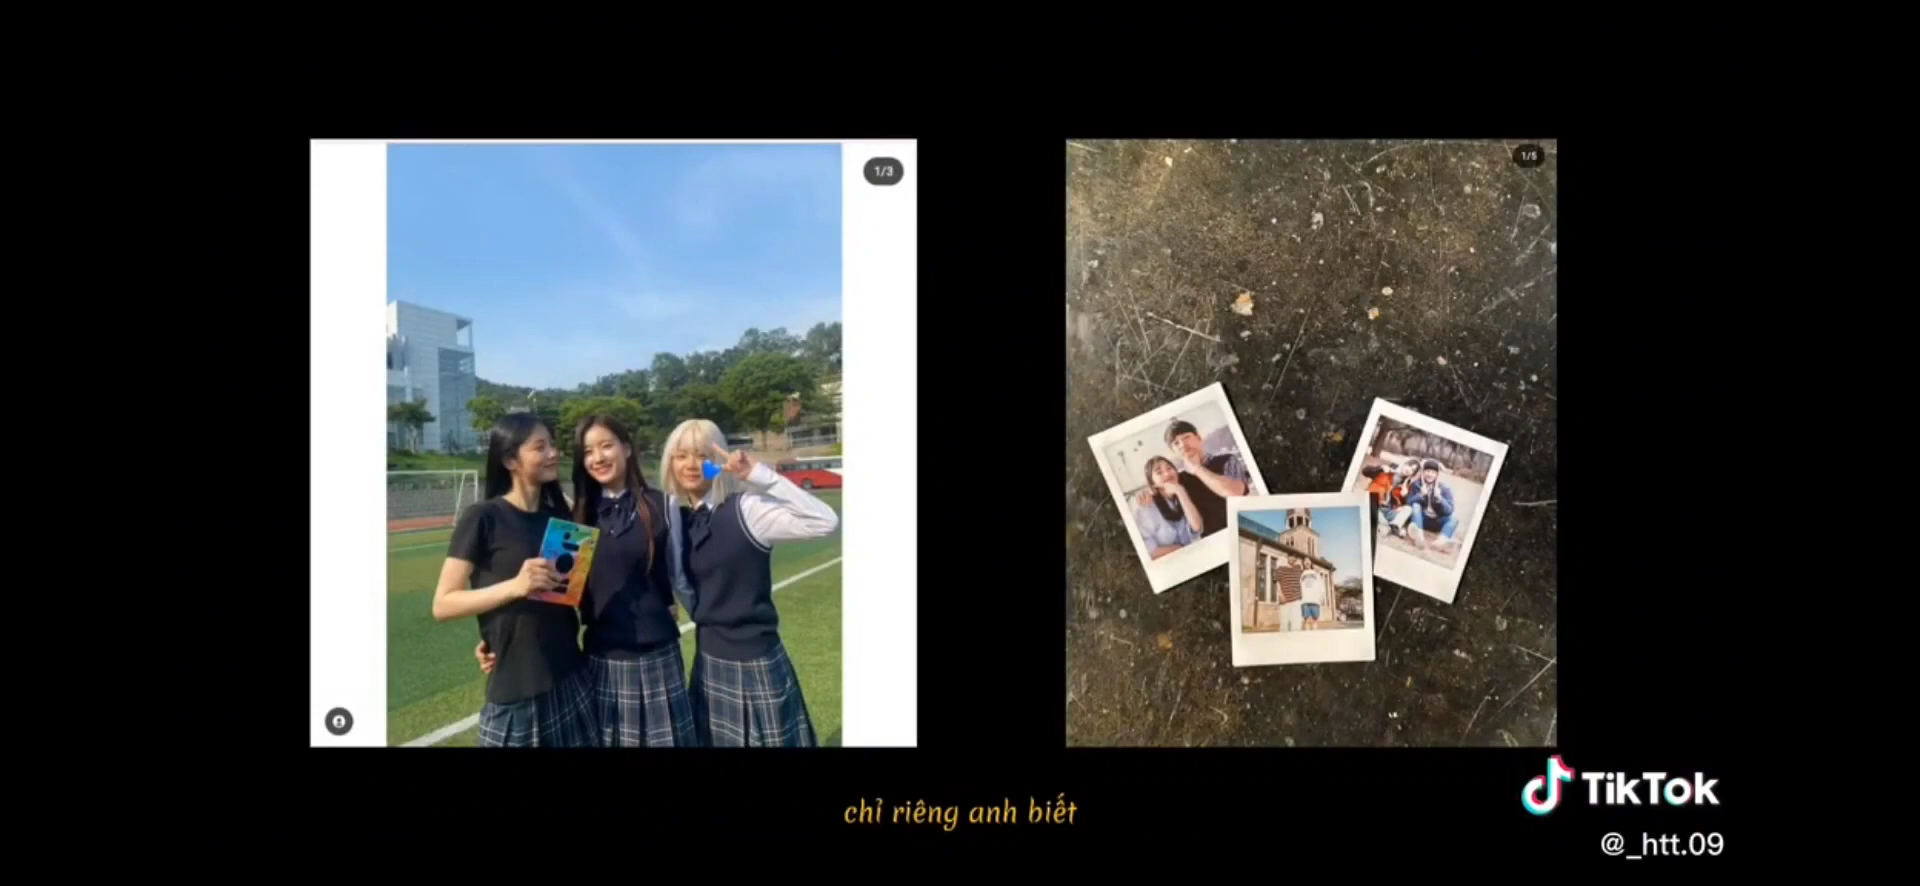 1/3
1/5
chỉ riêng anh biết
TikTok
@_htt.09